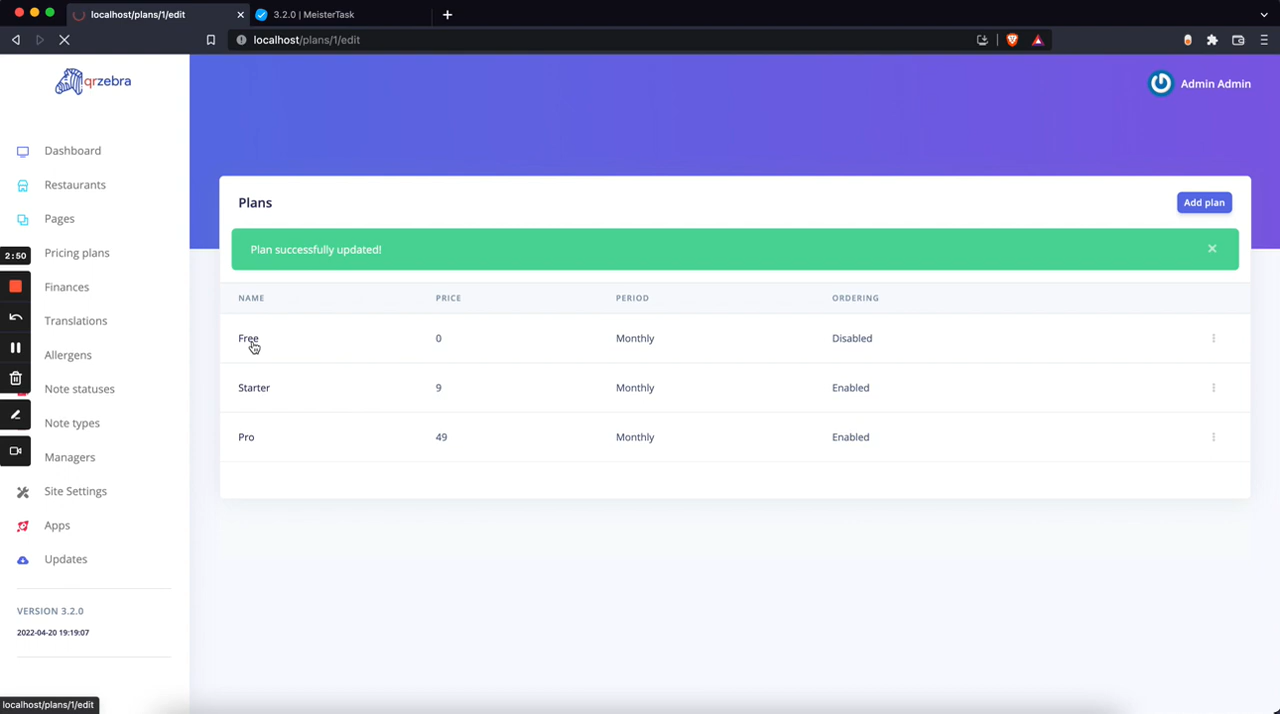 localhost/plans/1/edit
3.2.0 | MeisterTask
localhost/plans/1/edit
qrzebra
Admin Admin
Dashboard
Restaurants
Pages
Pricing plans
Finances
Translations
Allergens
Note statuses
Note types
Managers
Site Settings
Apps
Updates
VERSION 3.2.0
2022-04-20 19:19:07
2:50
Plans
Add plan
Plan successfully updated!
NAME PRICE PERIOD ORDERING
Free 0 Monthly Disabled
Starter 9 Monthly Enabled
Pro 49 Monthly Enabled
localhost/plans/1/edit